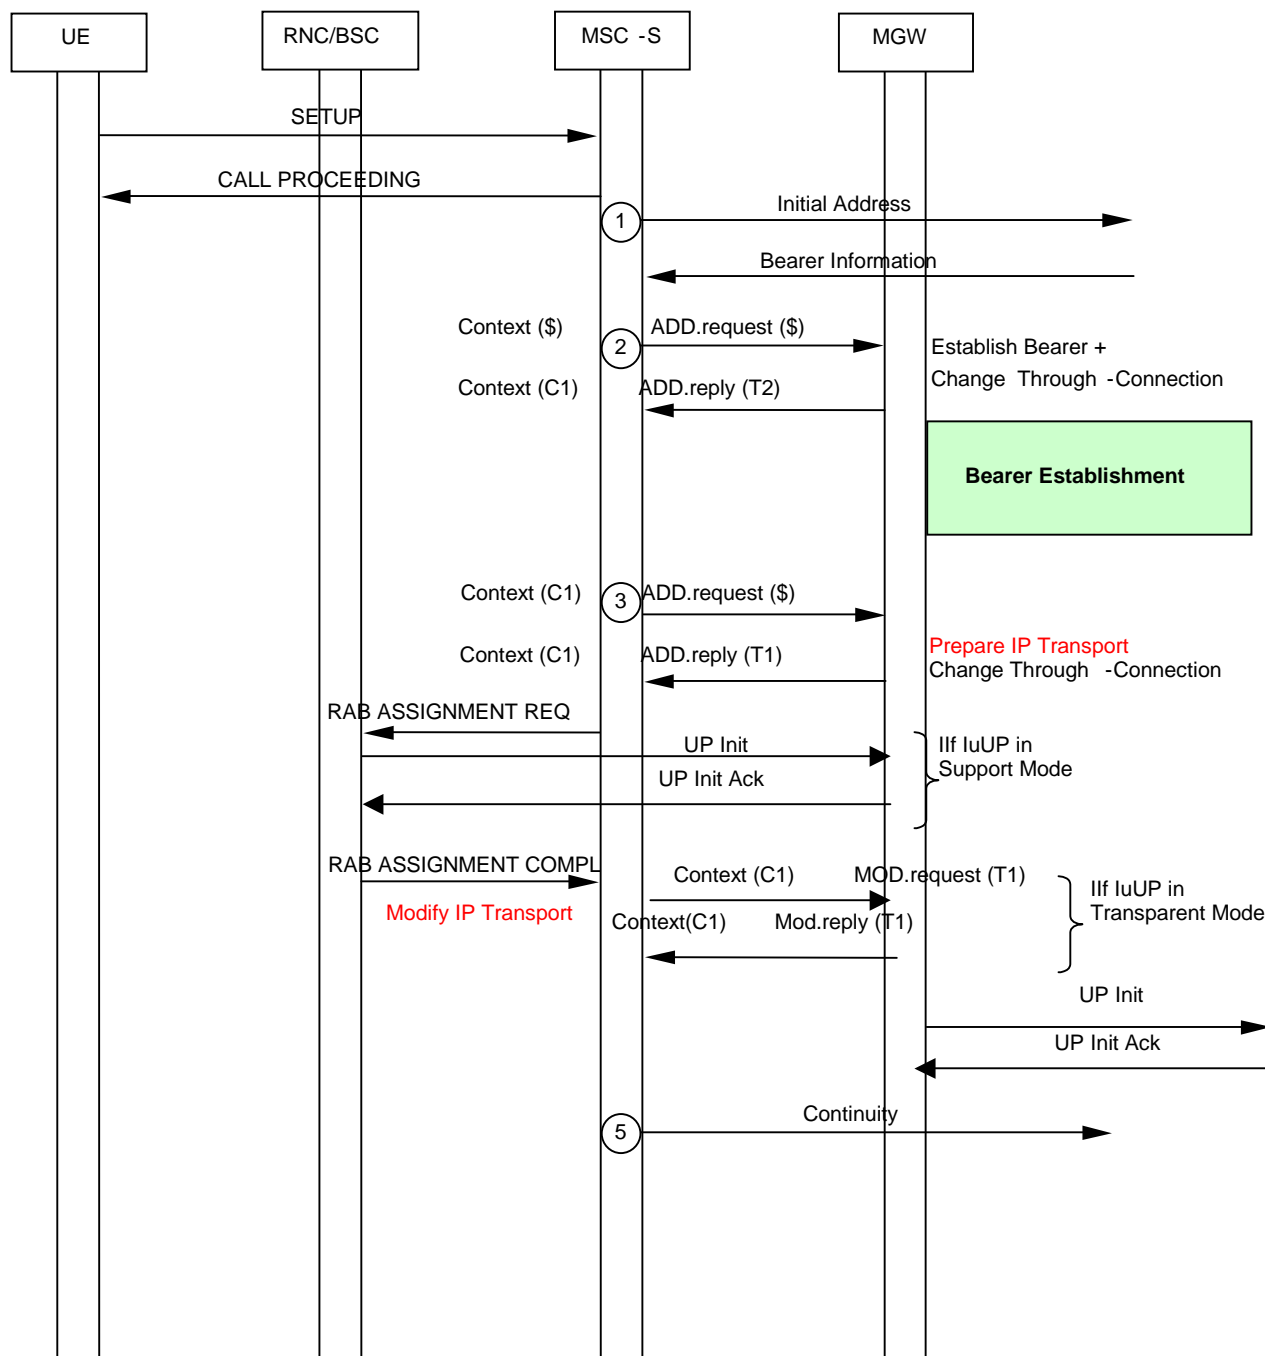 UE
RNC/BSC
MSC -S
MGW
SETUP
CALL PROCEEDING
1
Initial Address
Bearer Information
Context ($)
2
ADD.request ($)
Establish Bearer +
Change Through -Connection
Context (C1)
ADD.reply (T2)
Bearer Establishment
Context (C1)
3
ADD.request ($)
Prepare IP Transport
Change Through -Connection
Context (C1)
ADD.reply (T1)
RAB ASSIGNMENT REQ
UP Init
IIf IuUP in
Support Mode
UP Init Ack
RAB ASSIGNMENT COMPL
Context (C1)
MOD.request (T1)
IIf IuUP in
Transparent Mode
Modify IP Transport
Context(C1)
Mod.reply (T1)
UP Init
UP Init Ack
5
Continuity